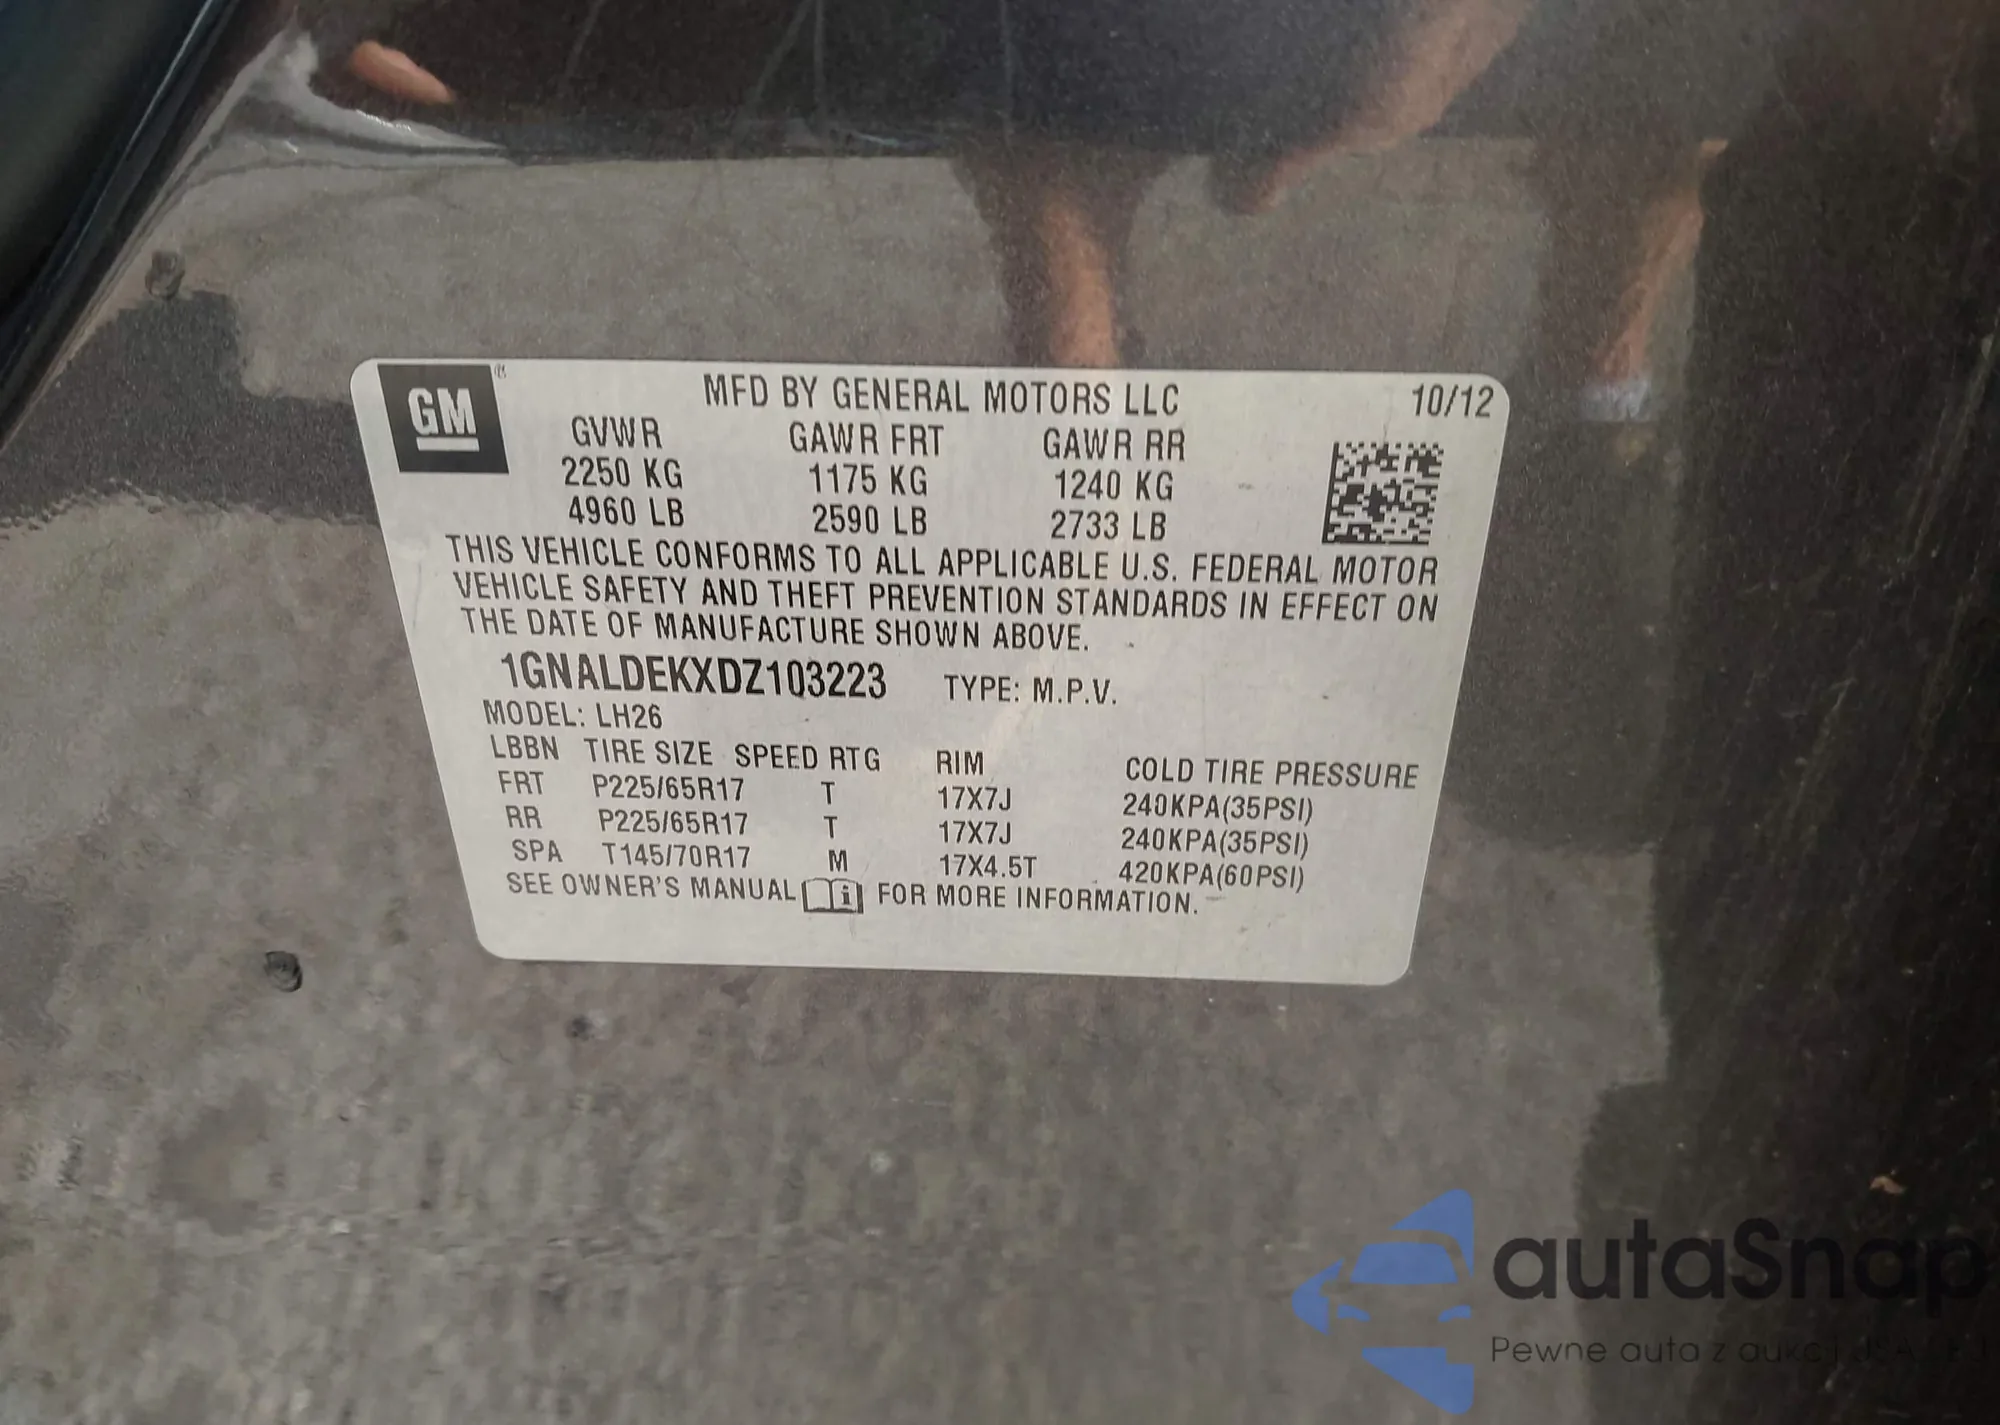 GM ® MFD BY GENERAL MOTORS LLC 10/12
GVWR GAWR FRT GAWR RR
2250 KG 1175 KG 1240 KG
4960 LB 2590 LB 2733 LB
THIS VEHICLE CONFORMS TO ALL APPLICABLE U.S. FEDERAL MOTOR
VEHICLE SAFETY AND THEFT PREVENTION STANDARDS IN EFFECT ON
THE DATE OF MANUFACTURE SHOWN ABOVE.
1GNALDEKXDZ103223 TYPE: M.P.V.
MODEL: LH26
LBBN TIRE SIZE SPEED RTG RIM COLD TIRE PRESSURE
FRT P225/65R17 T 17X7J 240KPA(35PSI)
RR P225/65R17 T 17X7J 240KPA(35PSI)
SPA T145/70R17 M 17X4.5T 420KPA(60PSI)
SEE OWNER'S MANUAL i FOR MORE INFORMATION.
autaSnap
Pewne auta z aukcji